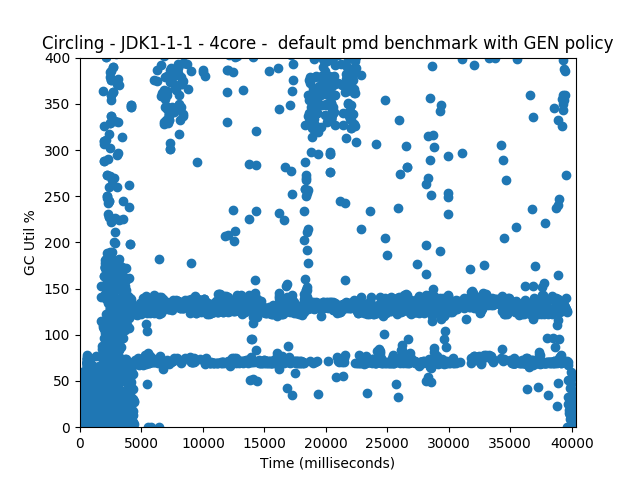 Circling - JDK1-1-1 - 4core -  default pmd benchmark with GEN policy
400
350
300
250
200
150
100
50
0
GC Util %
0 5000 10000 15000 20000 25000 30000 35000 40000
Time (milliseconds)